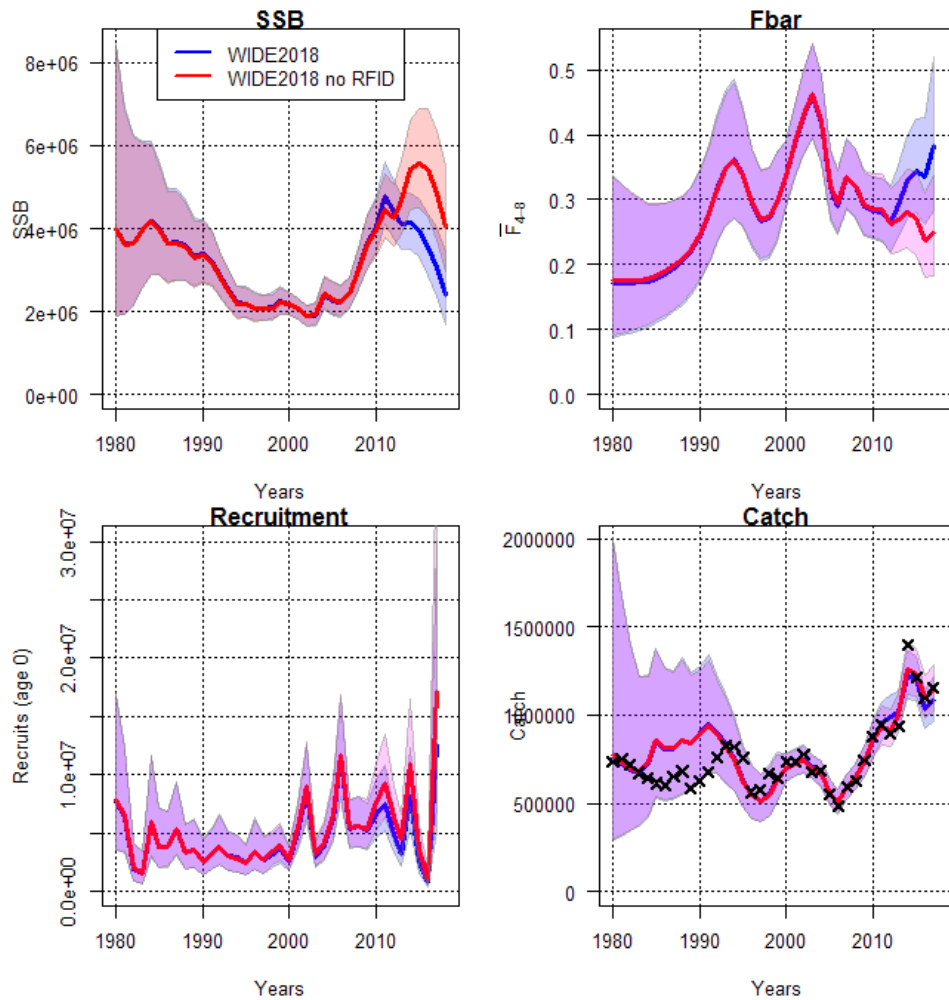 SSB
WIDE2018
WIDE2018 no RFID
SSB
8e+06
6e+06
4e+06
2e+06
0e+00
1980 1990 2000 2010
Years
Fbar
F̅4–8
0.5
0.4
0.3
0.2
0.1
0.0
1980 1990 2000 2010
Years
Recruitment
Recruits (age 0)
3.0e+07
2.0e+07
1.0e+07
0.0e+00
1980 1990 2000 2010
Years
Catch
Catch
2000000
1500000
1000000
500000
0
1980 1990 2000 2010
Years